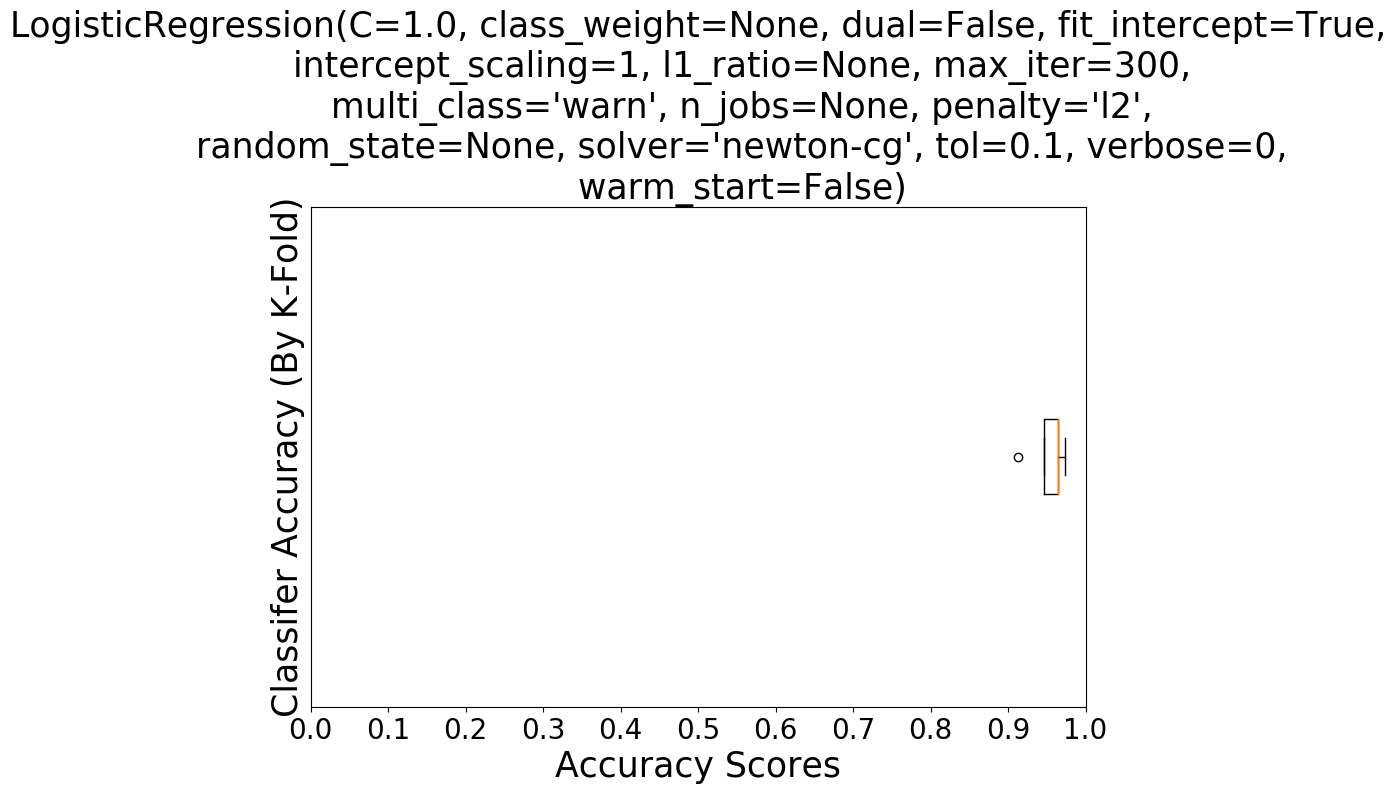 LogisticRegression(C=1.0, class_weight=None, dual=False, fit_intercept=True,
intercept_scaling=1, l1_ratio=None, max_iter=300,
multi_class='warn', n_jobs=None, penalty='l2',
random_state=None, solver='newton-cg', tol=0.1, verbose=0,
warm_start=False)
Classifer Accuracy (By K-Fold)
0.0 0.1 0.2 0.3 0.4 0.5 0.6 0.7 0.8 0.9 1.0
Accuracy Scores